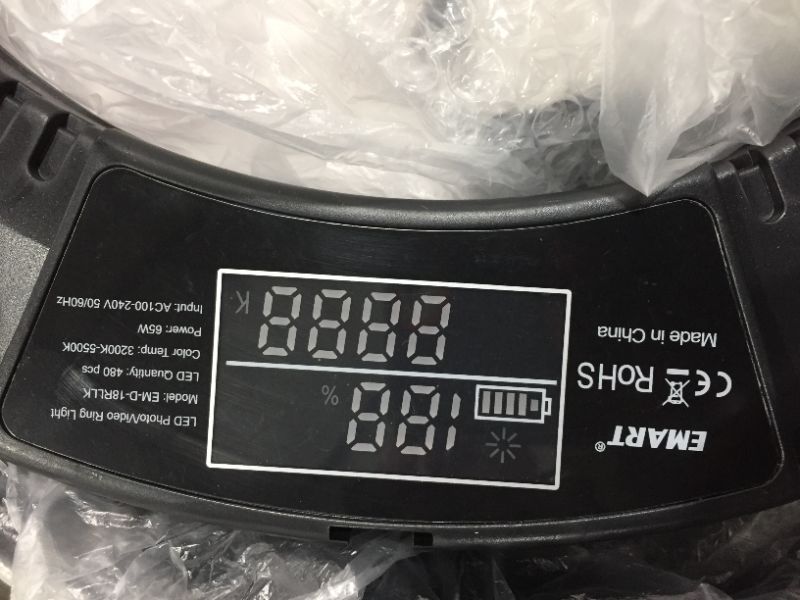 EMART®
CE RoHS
Made in China
188 %
8888 K
LED Photo/Video Ring Light
Model: EM-D-18RLLK
LED Quantity: 480 pcs
Color Temp: 3200K-5500K
Power: 65W
Input: AC100-240V 50/60Hz